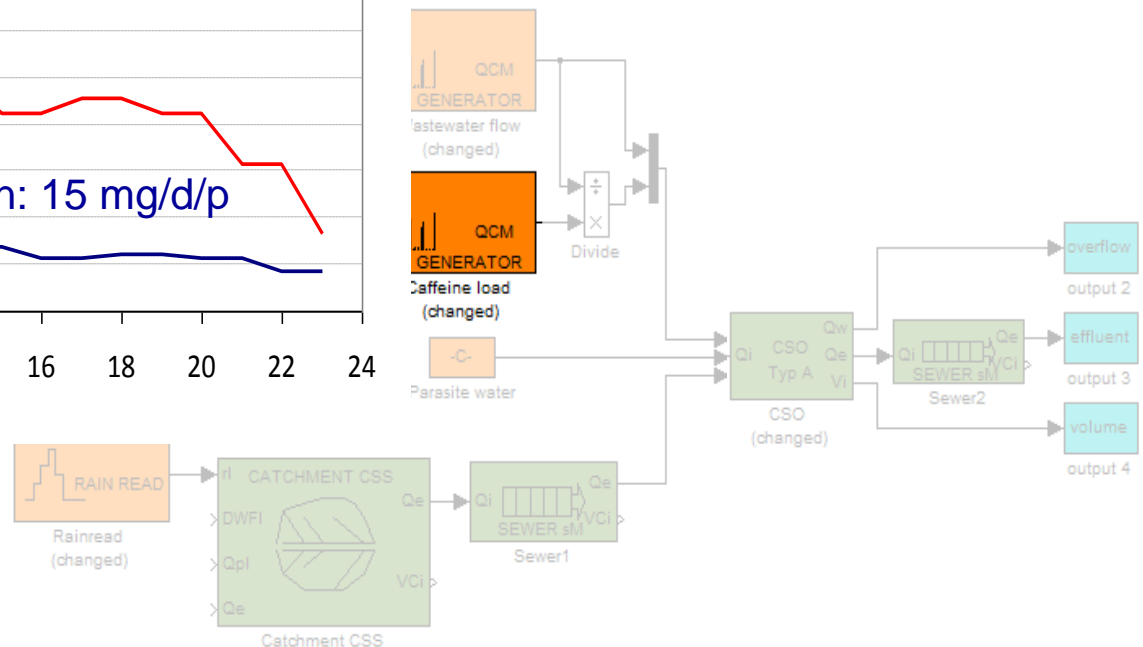 n: 15 mg/d/p
16 18 20 22 24
QCM
GENERATOR
astewater flow
(changed)
÷
×
Divide
QCM
GENERATOR
Caffeine load
(changed)
-C-
Parasite water
Qi
CSO
Typ A
Qw
Qe
Vi
CSO
(changed)
Qi
Qe
VCi
SEWER sM
Sewer2
overflow
output 2
effluent
output 3
volume
output 4
RAIN READ
Rainread
(changed)
rI
CATCHMENT CSS
DWFI
Qpl
Qe
Qe
VCi
Catchment CSS
Qi
Qe
VCi
SEWER sM
Sewer1